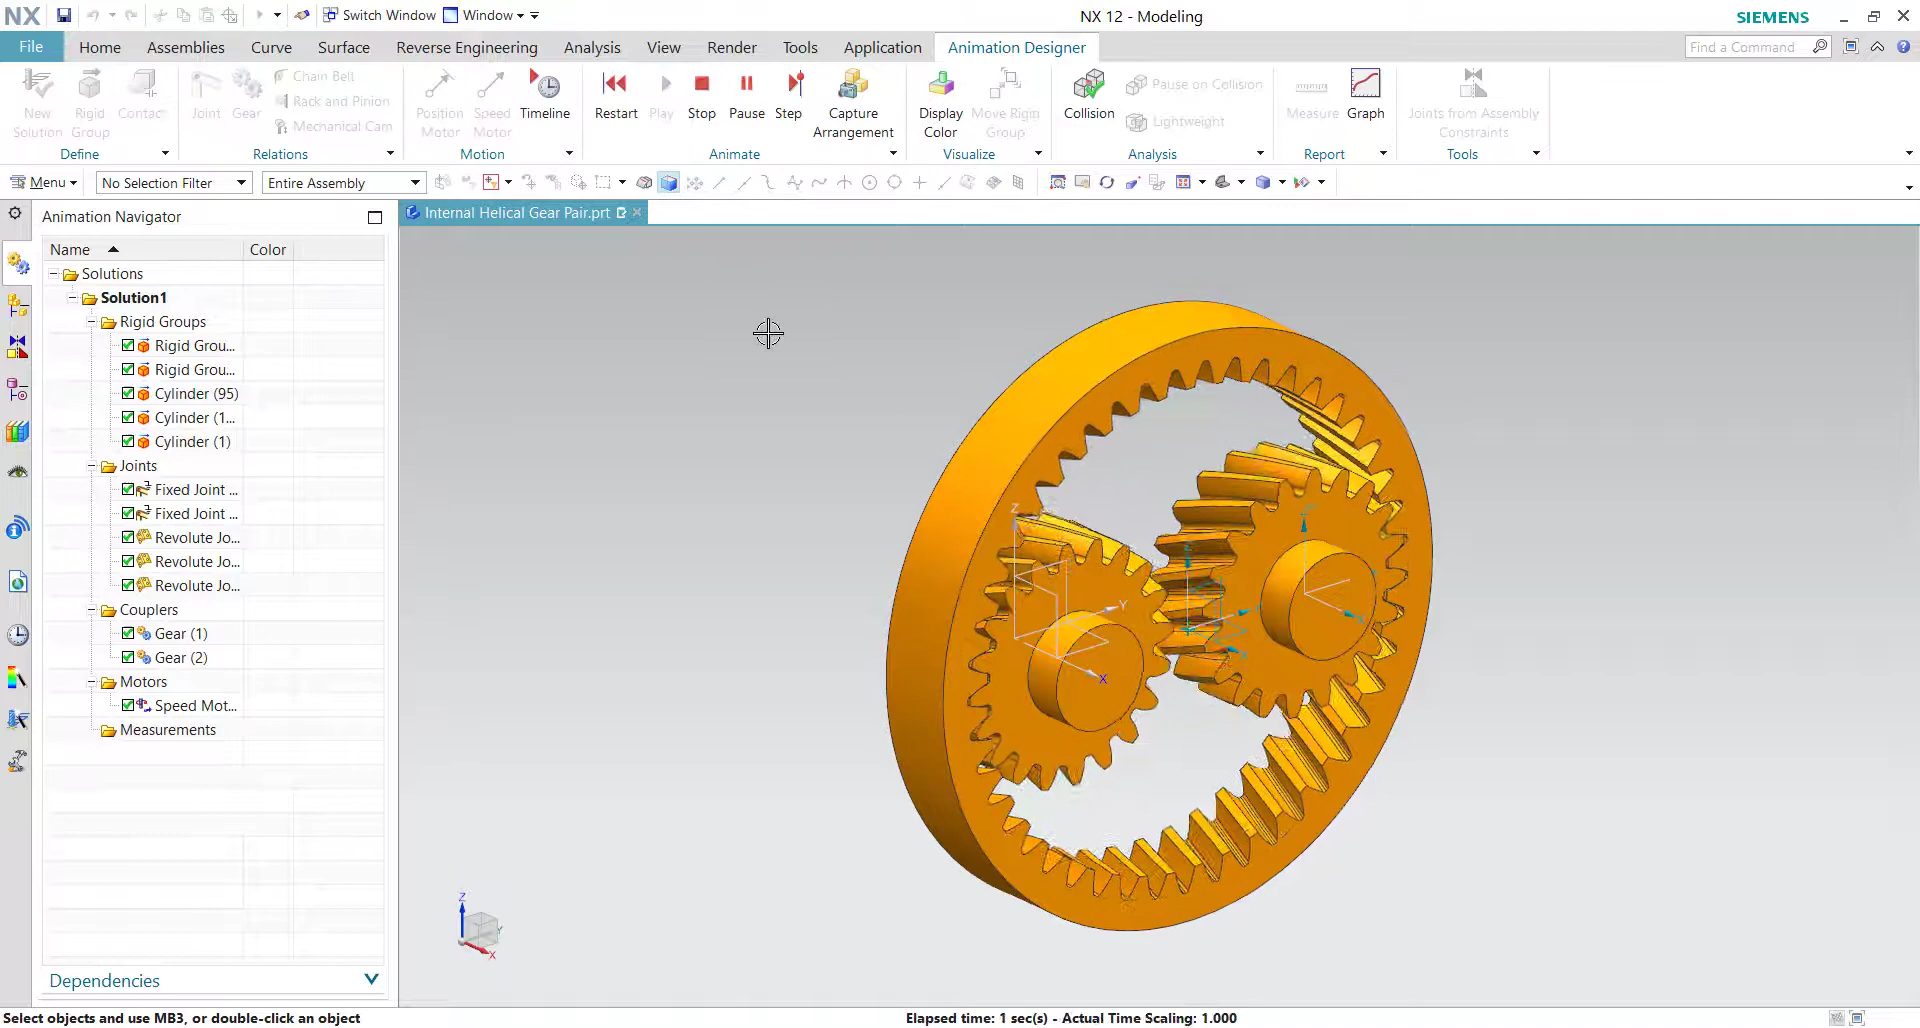 NX Switch Window Window NX 12 - Modeling SIEMENS
File Home Assemblies Curve Surface Reverse Engineering Analysis View Render Tools Application Animation Designer Find a Command
New Solution Rigid Group Contact Joint Gear Chain Belt Rack and Pinion Mechanical Cam Position Motor Speed Motor Timeline Restart Play Stop Pause Step Capture Arrangement Display Color Move Rigid Group Collision Pause on Collision Lightweight Measure Graph Joints from Assembly Constraints
Define Relations Motion Animate Visualize Analysis Report Tools
Menu No Selection Filter Entire Assembly
Animation Navigator Internal Helical Gear Pair.prt
Name Color
Solutions
Solution1
Rigid Groups
Rigid Grou...
Rigid Grou...
Cylinder (95)
Cylinder (1...
Cylinder (1)
Joints
Fixed Joint ...
Fixed Joint ...
Revolute Jo...
Revolute Jo...
Revolute Jo...
Couplers
Gear (1)
Gear (2)
Motors
Speed Mot...
Measurements
Z
Y
X
Z
Y
X
Dependencies
Select objects and use MB3, or double-click an object Elapsed time: 1 sec(s) - Actual Time Scaling: 1.000